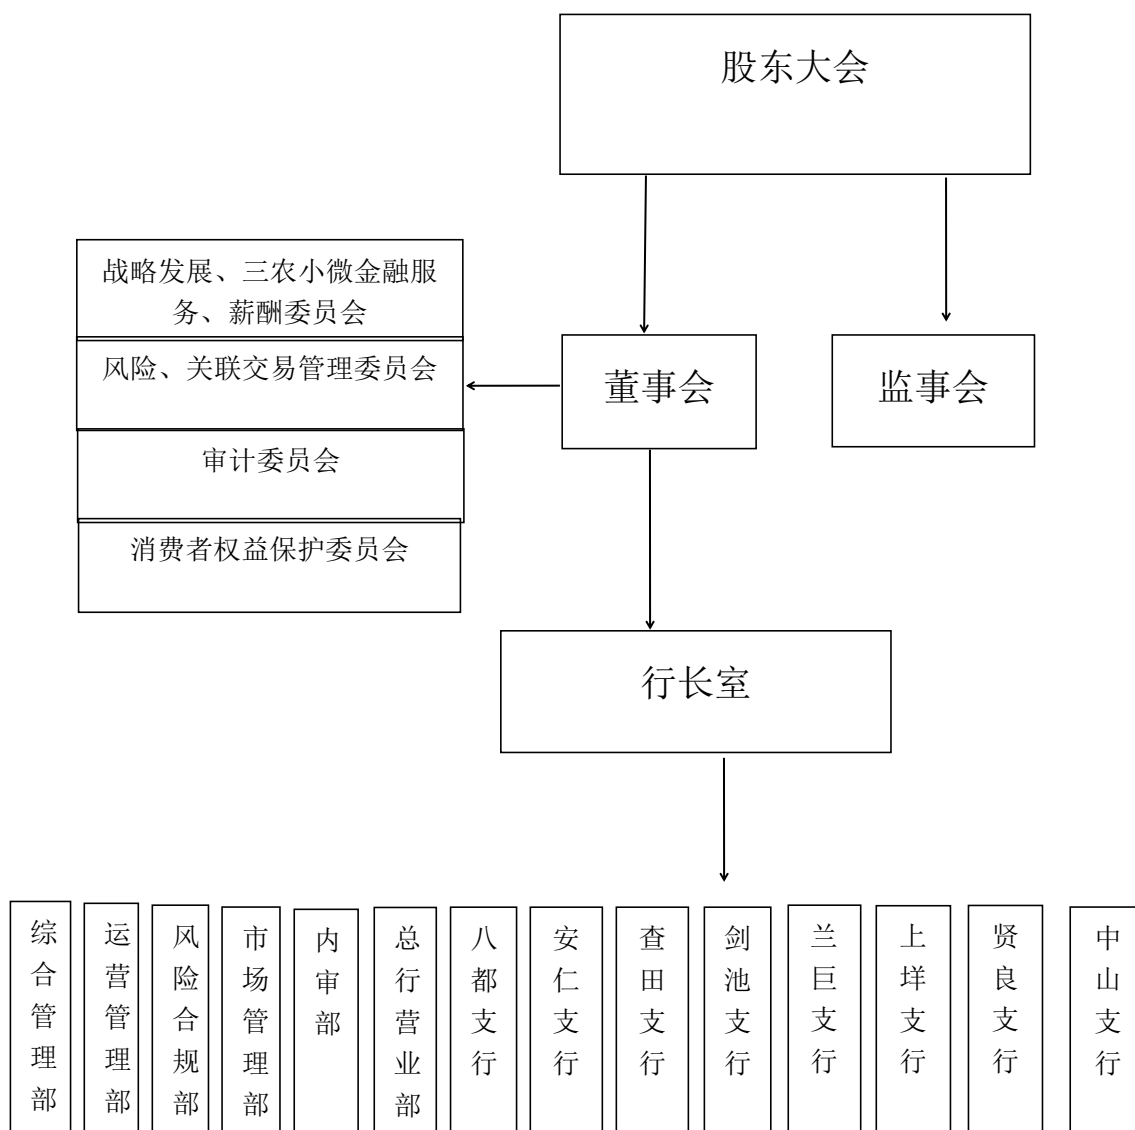 股东大会
战略发展、三农小微金融服
务、薪酬委员会
风险、关联交易管理委员会
审计委员会
消费者权益保护委员会
董事会
监事会
行长室
综合管理部
运营管理部
风险合规部
市场管理部
内审部
总行营业部
八都支行
安仁支行
查田支行
剑池支行
兰巨支行
上垟支行
贤良支行
中山支行